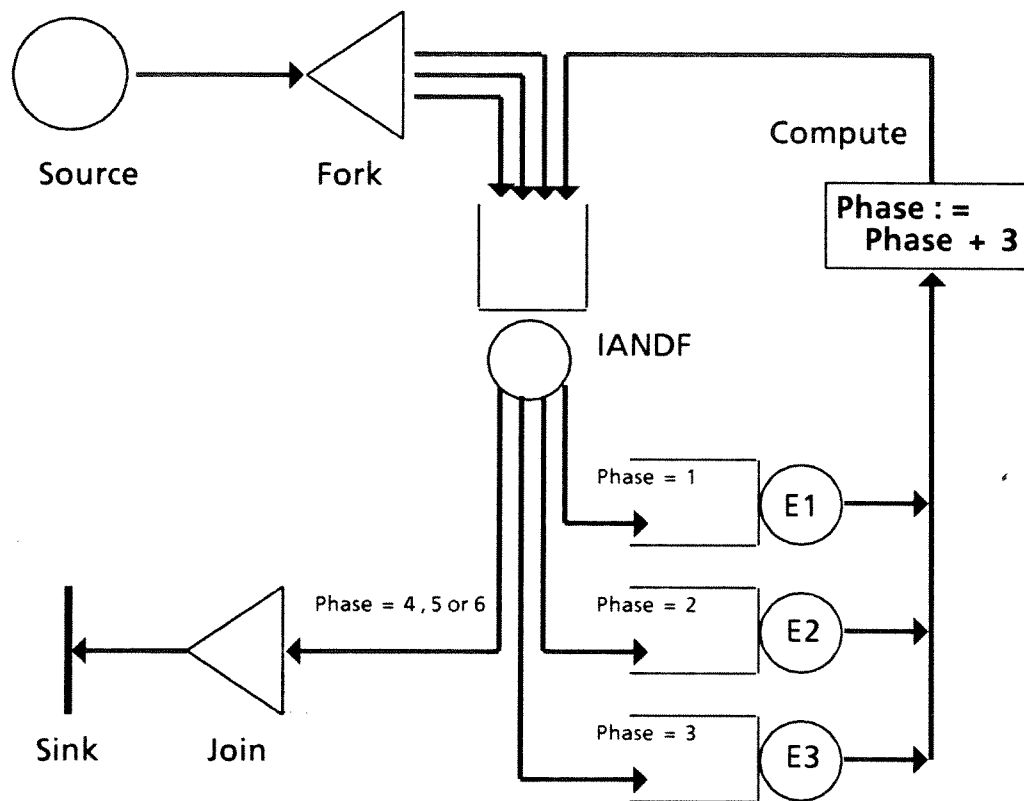 Source
Fork
Compute
Phase : =
Phase + 3
IANDF
Phase = 1
E1
Phase = 4 , 5 or 6
Phase = 2
E2
Phase = 3
E3
Sink
Join